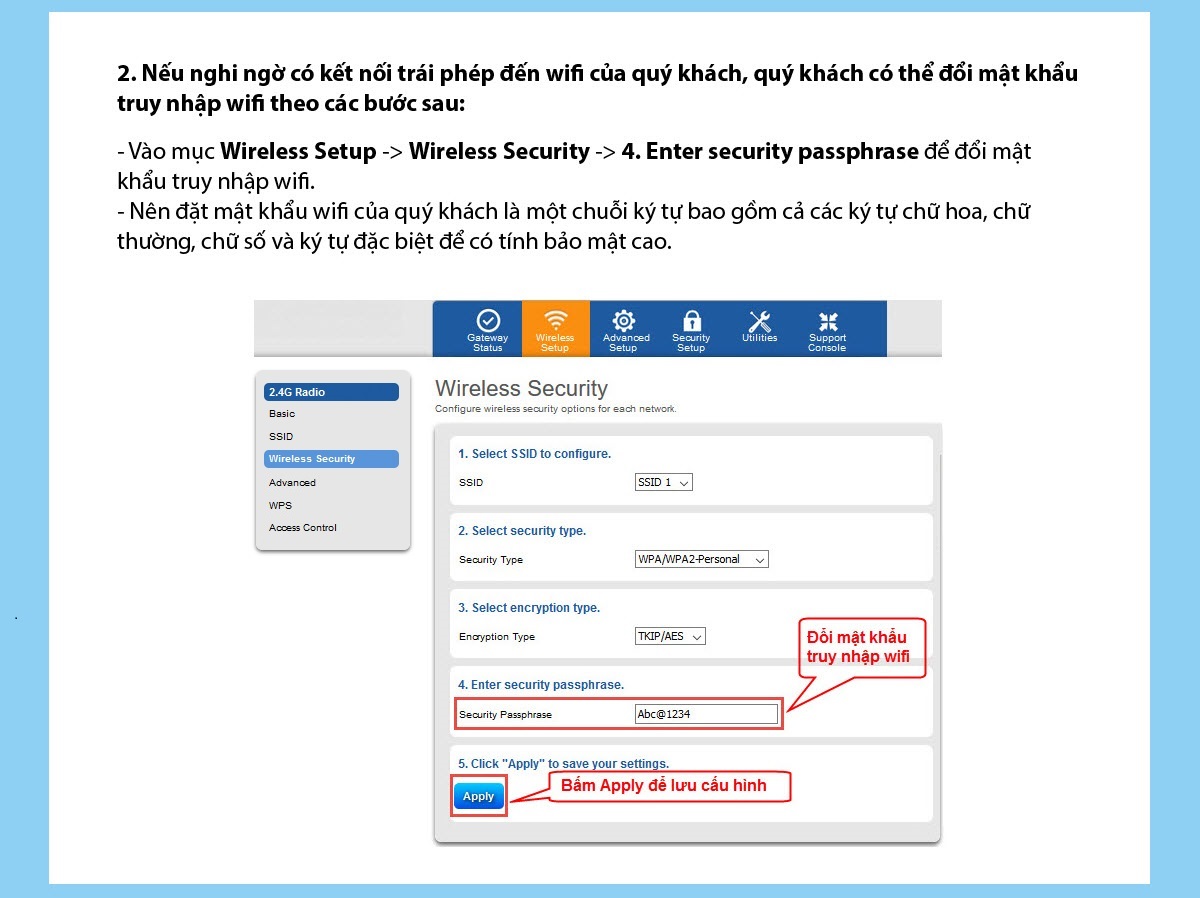 2. Nếu nghi ngờ có kết nối trái phép đến wifi của quý khách, quý khách có thể đổi mật khẩu
truy nhập wifi theo các bước sau:
- Vào mục Wireless Setup -> Wireless Security -> 4. Enter security passphrase để đổi mật
khẩu truy nhập wifi.
- Nên đặt mật khẩu wifi của quý khách là một chuỗi ký tự bao gồm cả các ký tự chữ hoa, chữ
thường, chữ số và ký tự đặc biệt để có tính bảo mật cao.
Gateway Status
Wireless Setup
Advanced Setup
Security Setup
Utilities
Support Console
2.4G Radio
Basic
SSID
Wireless Security
Advanced
WPS
Access Control
Wireless Security
Configure wireless security options for each network.
1. Select SSID to configure.
SSID SSID 1
2. Select security type.
Security Type WPA/WPA2-Personal
3. Select encryption type.
Encryption Type TKIP/AES
Đỗi mật khẩu
truy nhập wifi
4. Enter security passphrase.
Security Passphrase Abc@1234
5. Click "Apply" to save your settings.
Apply
Bấm Apply để lưu cấu hình